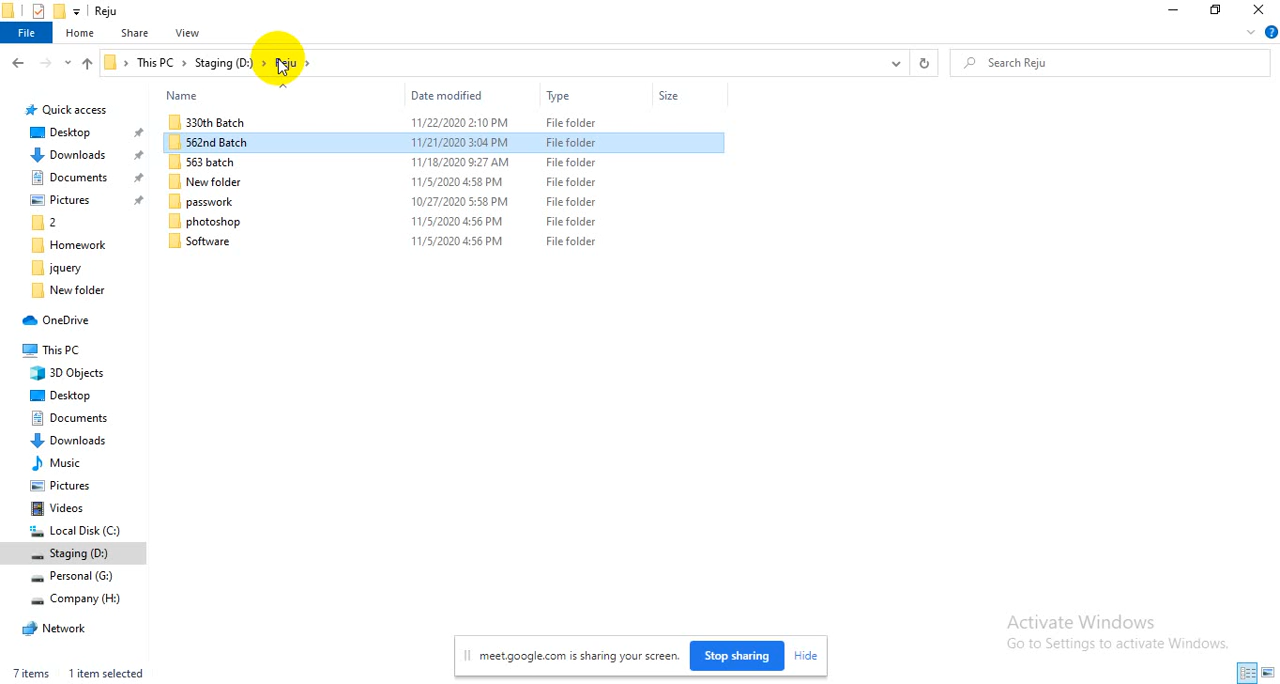 Reju
File Home Share View
This PC Staging (D:) Reju Search Reju
Name Date modified Type Size
330th Batch 11/22/2020 2:10 PM File folder
562nd Batch 11/21/2020 3:04 PM File folder
563 batch 11/18/2020 9:27 AM File folder
New folder 11/5/2020 4:58 PM File folder
passwork 10/27/2020 5:58 PM File folder
photoshop 11/5/2020 4:56 PM File folder
Software 11/5/2020 4:56 PM File folder
Quick access
Desktop
Downloads
Documents
Pictures
2
Homework
jquery
New folder
OneDrive
This PC
3D Objects
Desktop
Documents
Downloads
Music
Pictures
Videos
Local Disk (C:)
Staging (D:)
Personal (G:)
Company (H:)
Network
Activate Windows
Go to Settings to activate Windows.
meet.google.com is sharing your screen. Stop sharing Hide
7 items 1 item selected